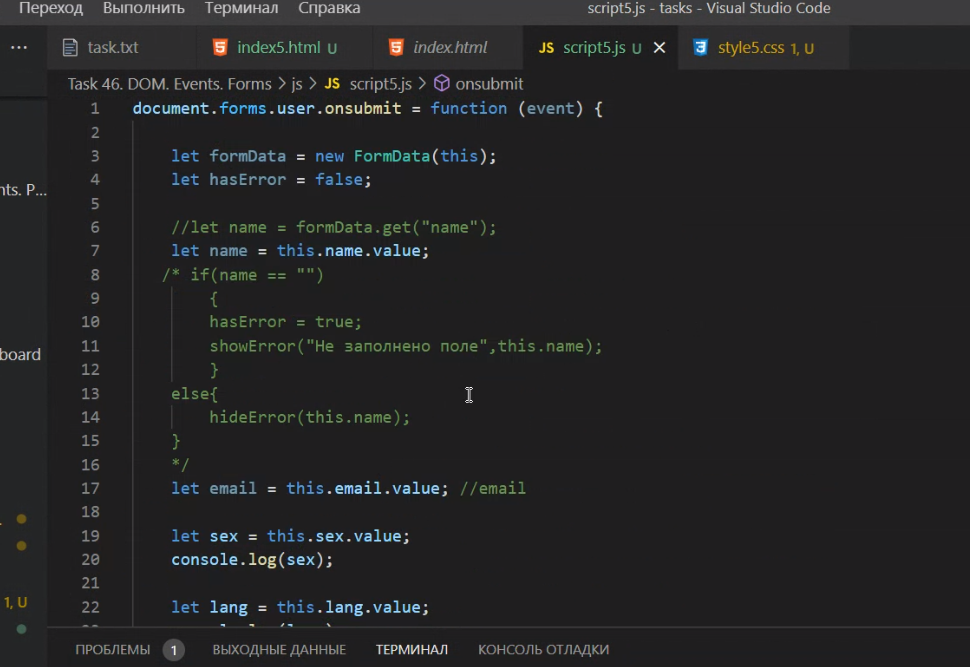 Переход Выполнить Терминал Справка script5.js - tasks - Visual Studio Code
··· task.txt index5.html U index.html JS script5.js U × 1, U style5.css
Task 46. DOM. Events. Forms > js > JS script5.js > onsubmit
1 document.forms.user.onsubmit = function (event) {
2
3 let formData = new FormData(this);
4 let hasError = false;
5
6 //let name = formData.get("name");
7 let name = this.name.value;
8 /* if(name == "")
9 {
10 hasError = true;
11 showError("Не заполнено поле",this.name);
12 }
13 else{
14 hideError(this.name);
15 }
16 */
17 let email = this.email.value; //email
18
19 let sex = this.sex.value;
20 console.log(sex);
21
22 let lang = this.lang.value;
nts. P...
board
1, U
ПРОБЛЕМЫ 1 ВЫХОДНЫЕ ДАННЫЕ ТЕРМИНАЛ КОНСОЛЬ ОТЛАДКИ